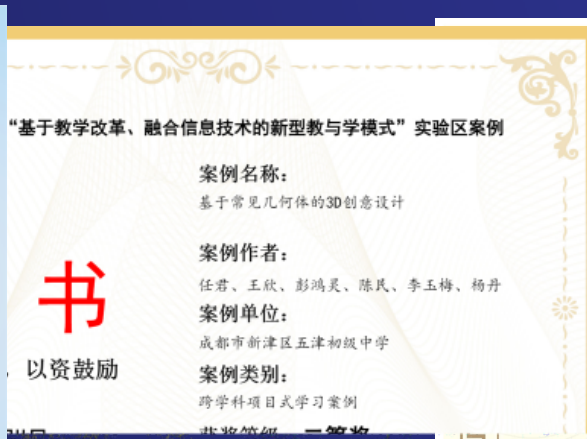 “基于教学改革、融合信息技术的新型教与学模式”实验区案例
案例名称：
基于常见几何体的3D创意设计
案例作者：
任君、王欣、彭鸿灵、陈民、李玉梅、杨丹
案例单位：
成都市新津区五津初级中学
书
以资鼓励
案例类别：
跨学科项目式学习案例